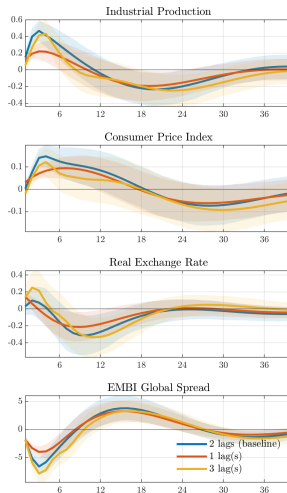 Industrial Production
0.6
0.4
0.2
0
-0.2
-0.4
6 12 18 24 30 36
Consumer Price Index
0.1
0
-0.1
6 12 18 24 30 36
Real Exchange Rate
0.4
0.2
0
-0.2
-0.4
6 12 18 24 30 36
EMBI Global Spread
5
0
-5
2 lags (baseline)
1 lag(s)
3 lag(s)
6 12 18 24 30 36